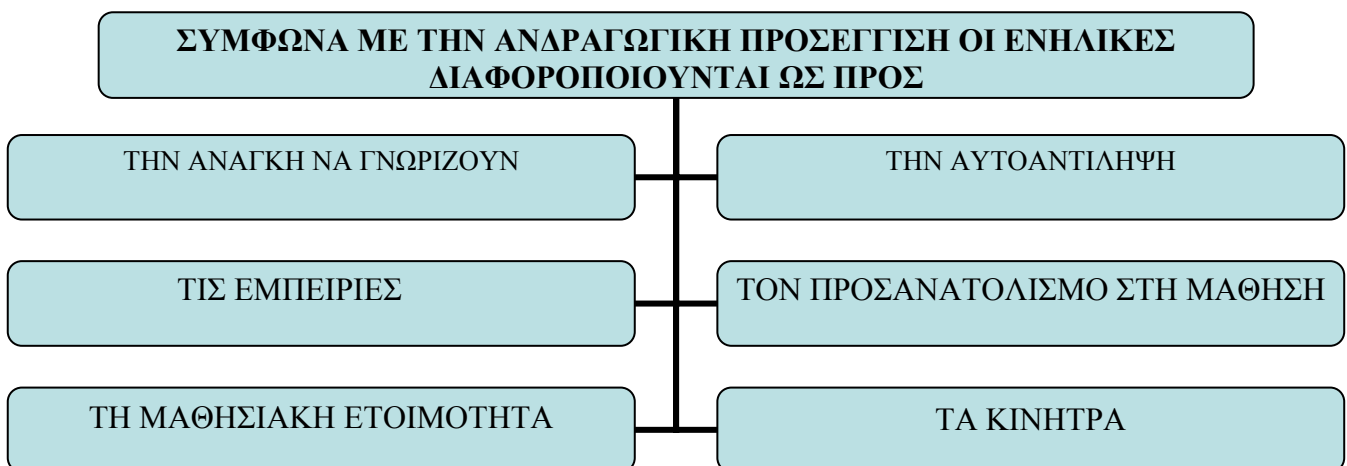 ΣΥΜΦΩΝΑ ΜΕ ΤΗΝ ΑΝΔΡΑΓΩΓΙΚΗ ΠΡΟΣΕΓΓΙΣΗ ΟΙ ΕΝΗΛΙΚΕΣ
ΔΙΑΦΟΡΟΠΟΙΟΥΝΤΑΙ ΩΣ ΠΡΟΣ
ΤΗΝ ΑΝΑΓΚΗ ΝΑ ΓΝΩΡΙΖΟΥΝ
ΤΗΝ ΑΥΤΟΑΝΤΙΛΗΨΗ
ΤΙΣ ΕΜΠΕΙΡΙΕΣ
ΤΟΝ ΠΡΟΣΑΝΑΤΟΛΙΣΜΟ ΣΤΗ ΜΑΘΗΣΗ
ΤΗ ΜΑΘΗΣΙΑΚΗ ΕΤΟΙΜΟΤΗΤΑ
ΤΑ ΚΙΝΗΤΡΑ